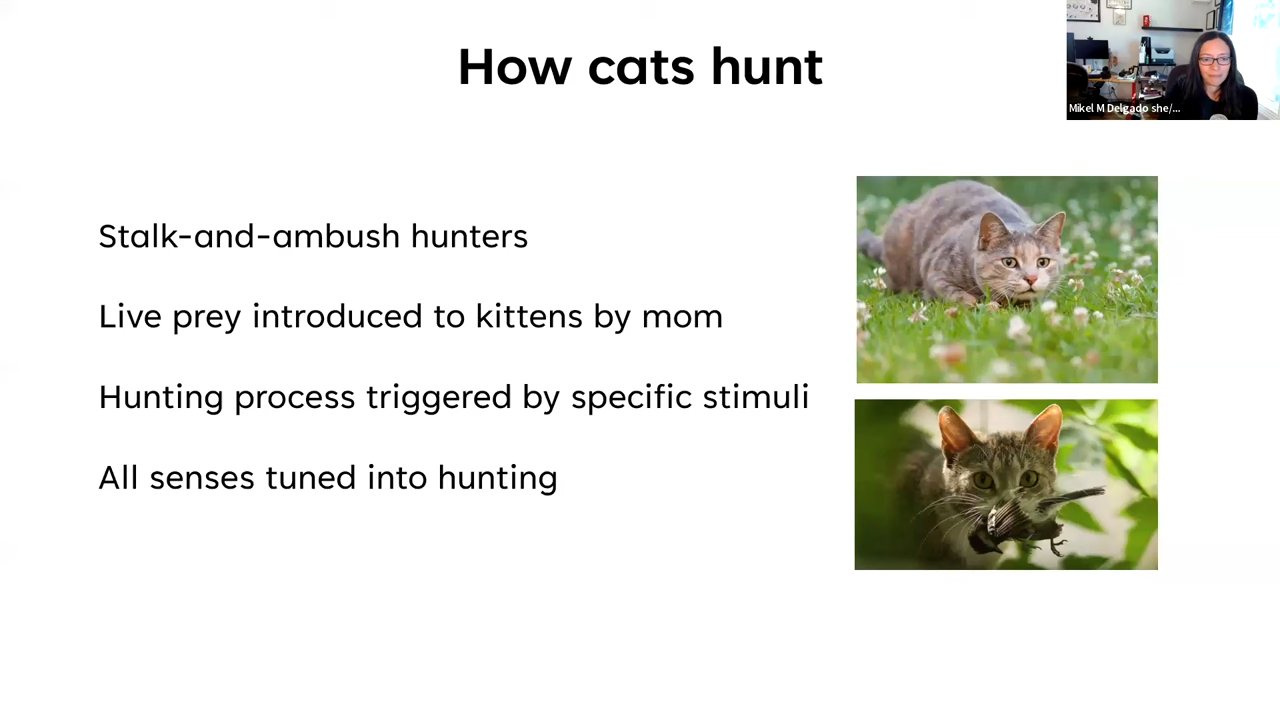 How cats hunt
Mikel M Delgado she/...
Stalk-and-ambush hunters
Live prey introduced to kittens by mom
Hunting process triggered by specific stimuli
All senses tuned into hunting